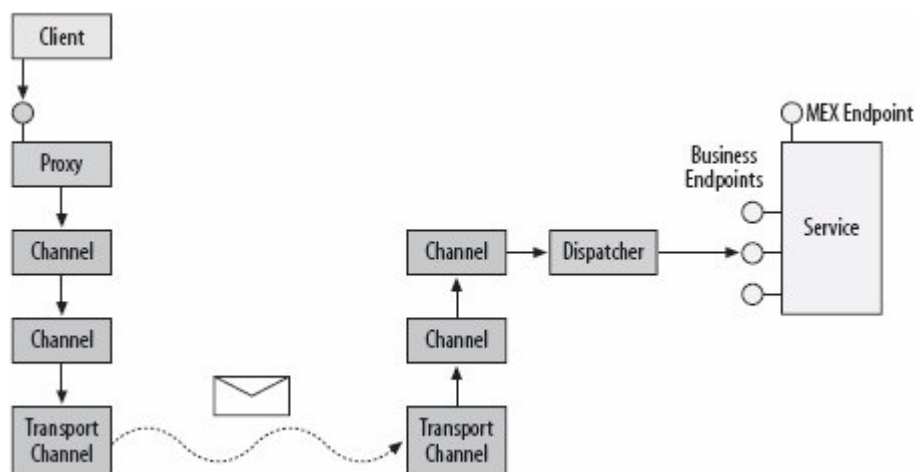 Client
MEX Endpoint
Proxy
Business
Endpoints
Channel
Channel
Dispatcher
Service
Channel
Channel
Transport
Channel
Transport
Channel